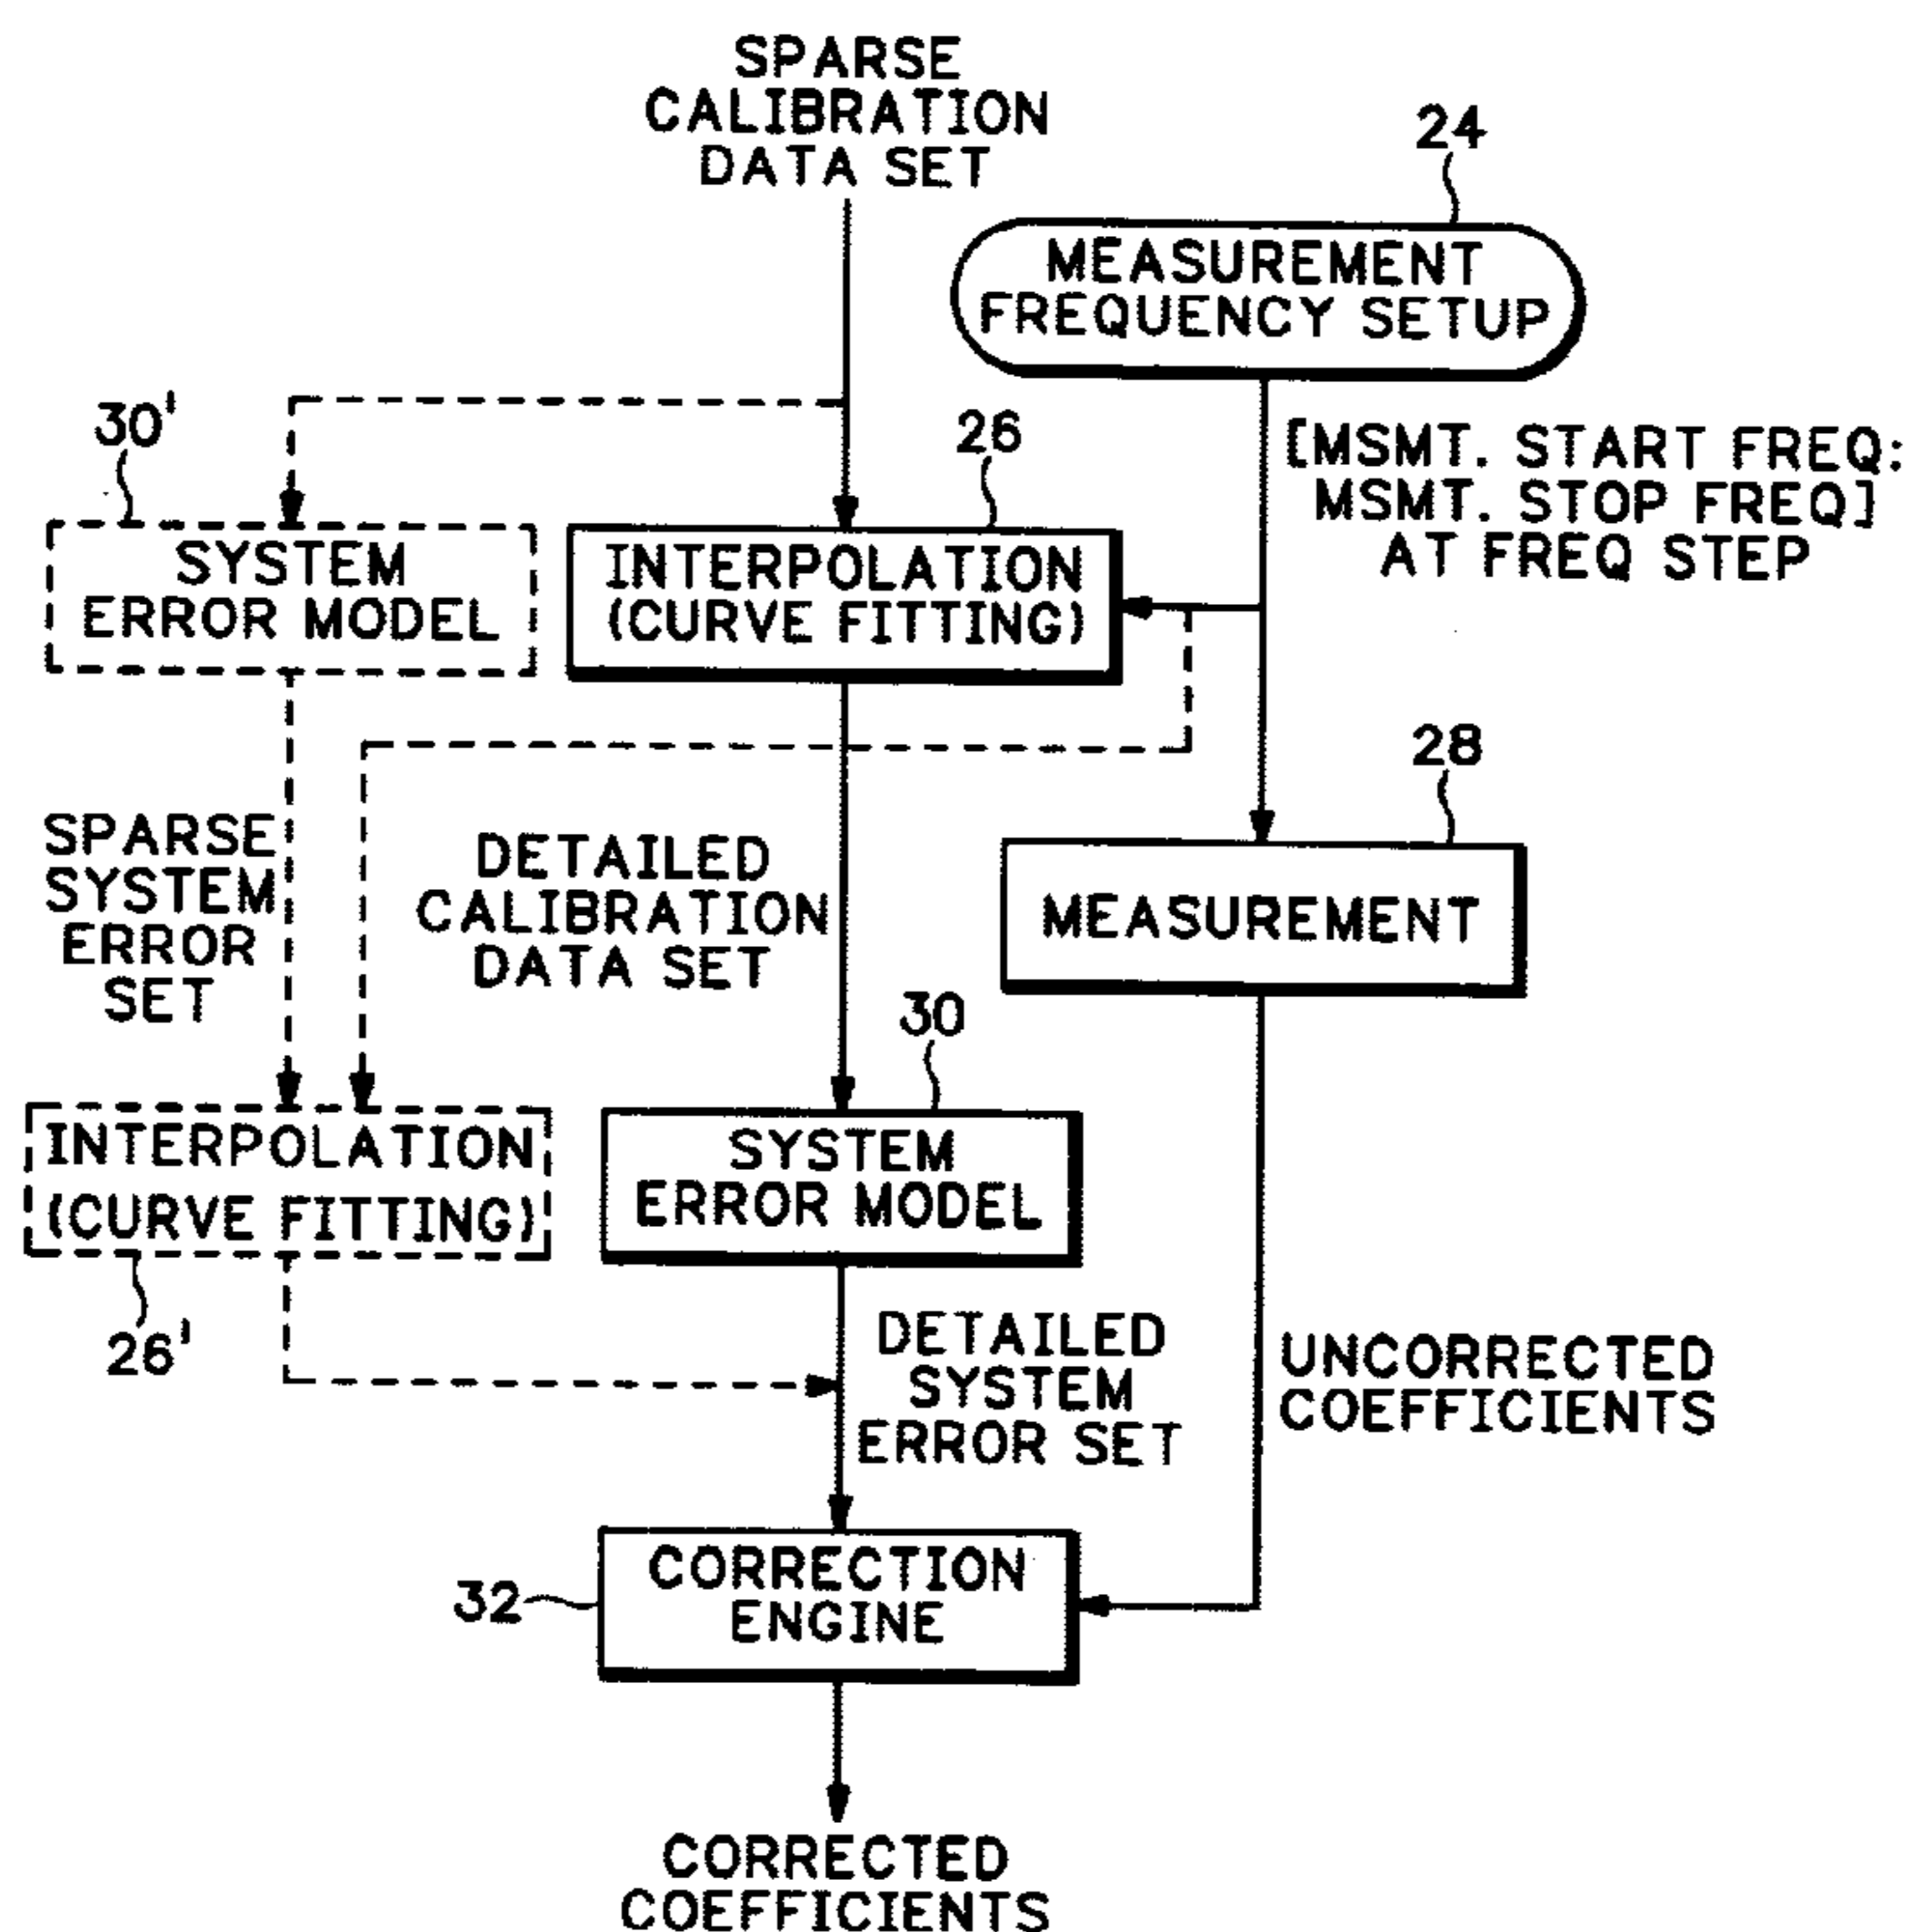 SPARSE
CALIBRATION
DATA SET
24
MEASUREMENT
FREQUENCY SETUP
30'
26
[MSMT. START FREQ:
MSMT. STOP FREQ]
AT FREQ STEP
SYSTEM
ERROR MODEL
INTERPOLATION
(CURVE FITTING)
28
SPARSE
SYSTEM
ERROR
SET
DETAILED
CALIBRATION
DATA SET
MEASUREMENT
30
INTERPOLATION
(CURVE FITTING)
SYSTEM
ERROR MODEL
26'
DETAILED
SYSTEM
ERROR SET
UNCORRECTED
COEFFICIENTS
32
CORRECTION
ENGINE
CORRECTED
COEFFICIENTS